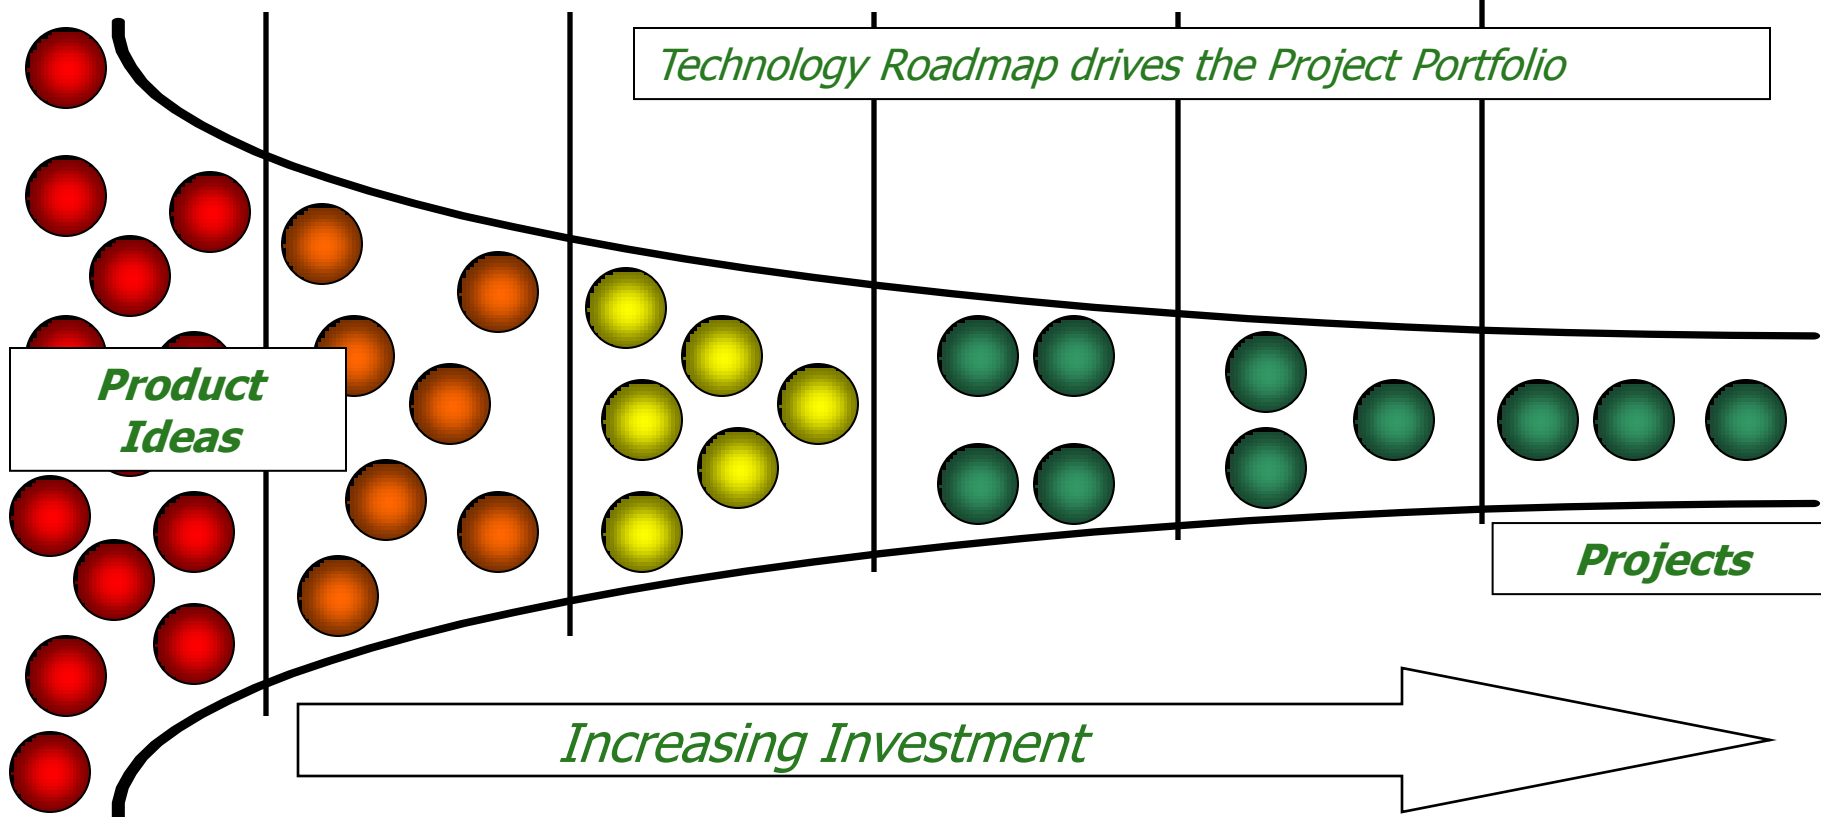 Technology Roadmap drives the Project Portfolio
Product
Ideas
Projects
Increasing Investment